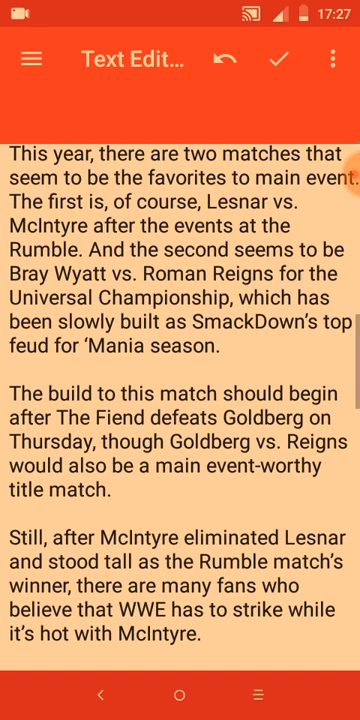 17:27
Text Edit...
This year, there are two matches that
seem to be the favorites to main event.
The first is, of course, Lesnar vs.
McIntyre after the events at the
Rumble. And the second seems to be
Bray Wyatt vs. Roman Reigns for the
Universal Championship, which has
been slowly built as SmackDown’s top
feud for ‘Mania season.
The build to this match should begin
after The Fiend defeats Goldberg on
Thursday, though Goldberg vs. Reigns
would also be a main event-worthy
title match.
Still, after McIntyre eliminated Lesnar
and stood tall as the Rumble match’s
winner, there are many fans who
believe that WWE has to strike while
it’s hot with McIntyre.